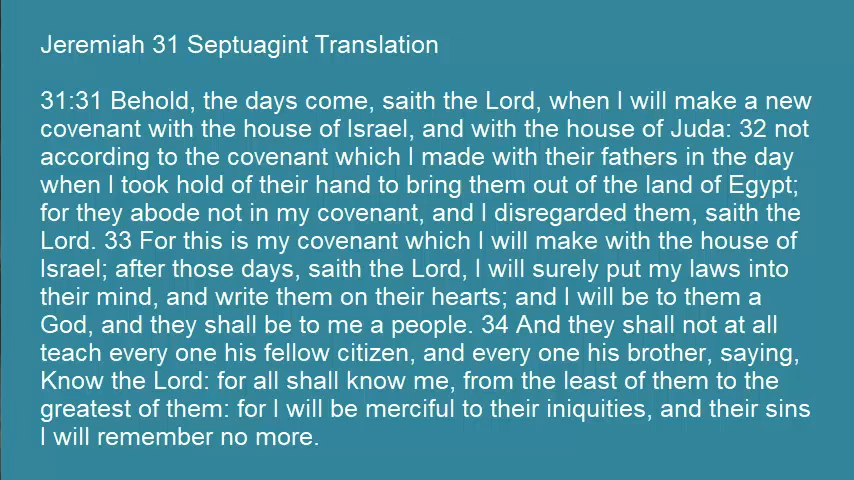 Jeremiah 31 Septuagint Translation
31:31 Behold, the days come, saith the Lord, when I will make a new
covenant with the house of Israel, and with the house of Juda: 32 not
according to the covenant which I made with their fathers in the day
when I took hold of their hand to bring them out of the land of Egypt;
for they abode not in my covenant, and I disregarded them, saith the
Lord. 33 For this is my covenant which I will make with the house of
Israel; after those days, saith the Lord, I will surely put my laws into
their mind, and write them on their hearts; and I will be to them a
God, and they shall be to me a people. 34 And they shall not at all
teach every one his fellow citizen, and every one his brother, saying,
Know the Lord: for all shall know me, from the least of them to the
greatest of them: for I will be merciful to their iniquities, and their sins
I will remember no more.